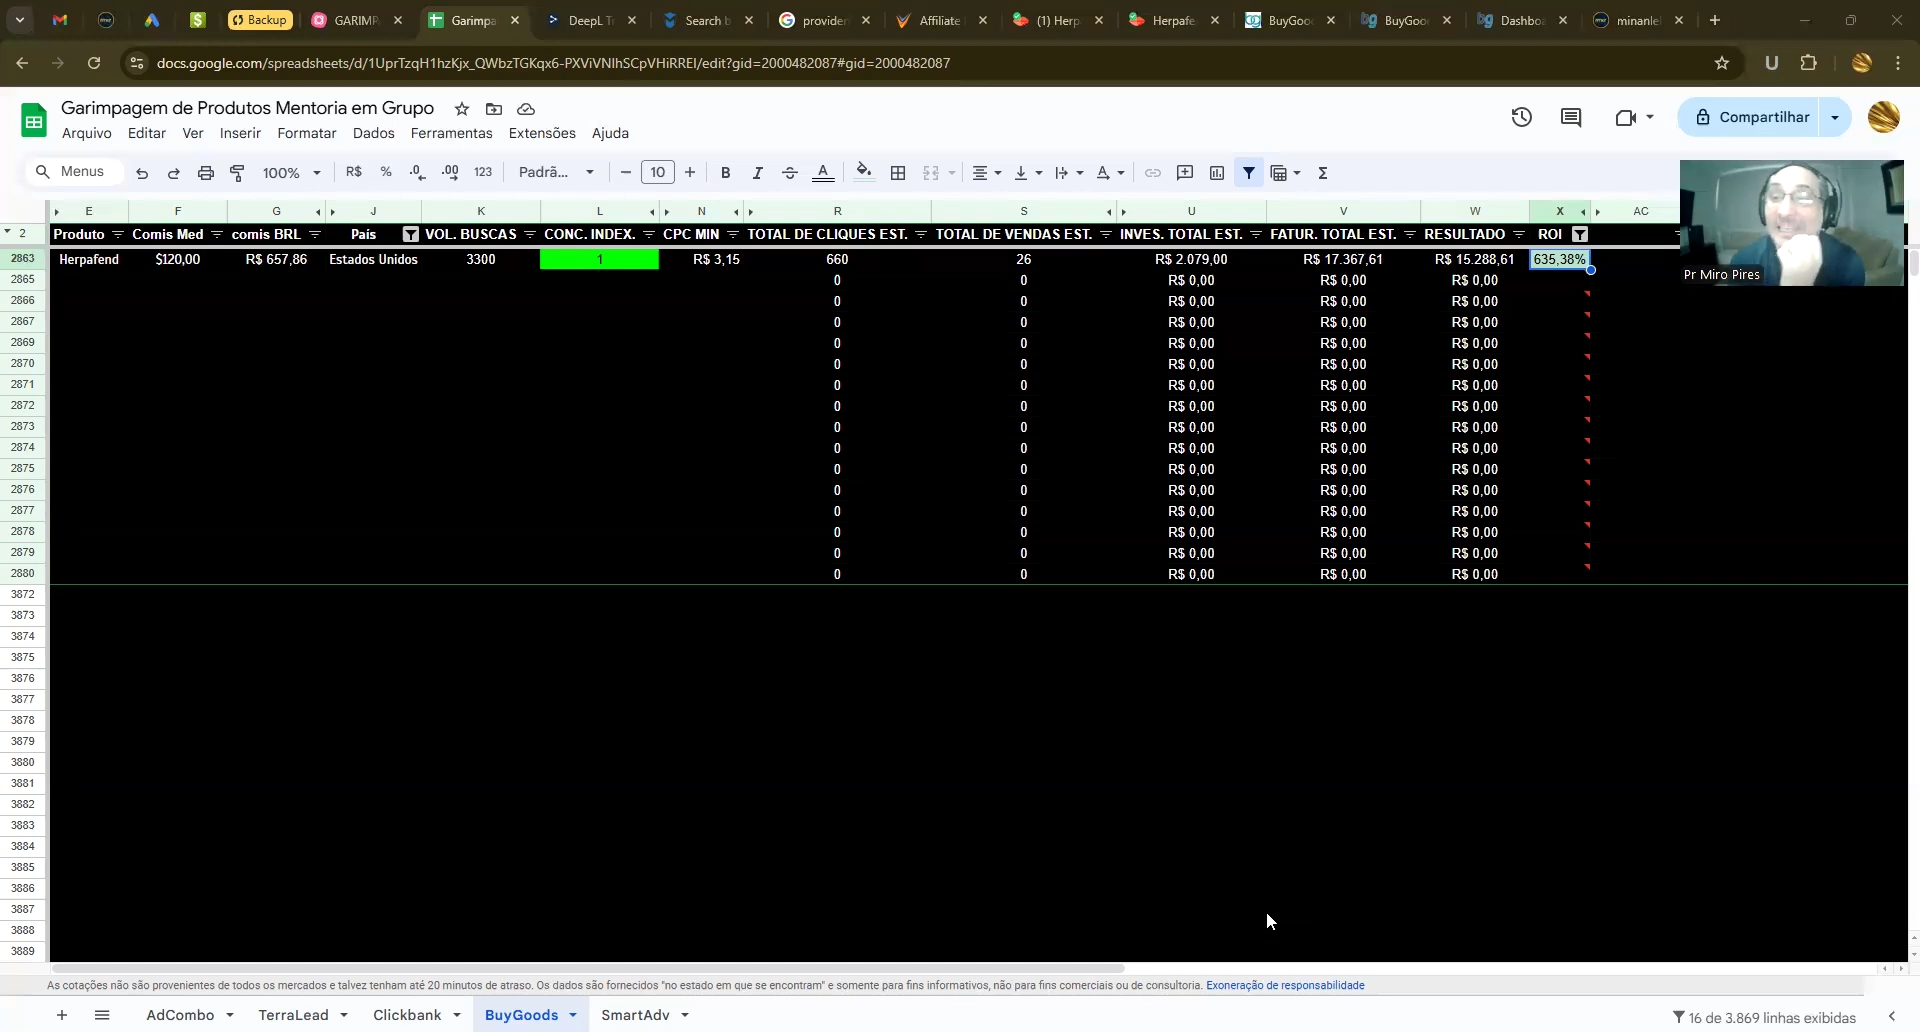 Backup
GARIMP
Garimpa
DeepL Tr
Search b
provider
Affiliate
(1) Herp
Herpafe
BuyGoo
BuyGoo
Dashboa
minanle
docs.google.com/spreadsheets/d/1UprTzqH1hzKjx_QWbzTGKqx6-PXViVNlhSCpVHiRREI/edit?gid=2000482087#gid=2000482087
Garimpagem de Produtos Mentoria em Grupo
Arquivo Editar Ver Inserir Formatar Dados Ferramentas Extensões Ajuda
Compartilhar
Menus 100% R$ % .0 .00 123 Padrã... 10 B I A
E F G J K L N R S U V W X AC
2 Produto Comis Med comis BRL Pais VOL. BUSCAS CONC. INDEX. CPC MIN TOTAL DE CLIQUES EST. TOTAL DE VENDAS EST. INVES. TOTAL EST. FATUR. TOTAL EST. RESULTADO ROI
2863 Herpafend $120,00 R$ 657,86 Estados Unidos 3300 1 R$ 3,15 660 26 R$ 2.079,00 R$ 17.367,61 R$ 15.288,61 635,38%
Pr Miro Pires
2865 0 0 R$ 0,00 R$ 0,00 R$ 0,00
2866 0 0 R$ 0,00 R$ 0,00 R$ 0,00
2867 0 0 R$ 0,00 R$ 0,00 R$ 0,00
2869 0 0 R$ 0,00 R$ 0,00 R$ 0,00
2870 0 0 R$ 0,00 R$ 0,00 R$ 0,00
2871 0 0 R$ 0,00 R$ 0,00 R$ 0,00
2872 0 0 R$ 0,00 R$ 0,00 R$ 0,00
2873 0 0 R$ 0,00 R$ 0,00 R$ 0,00
2874 0 0 R$ 0,00 R$ 0,00 R$ 0,00
2875 0 0 R$ 0,00 R$ 0,00 R$ 0,00
2876 0 0 R$ 0,00 R$ 0,00 R$ 0,00
2877 0 0 R$ 0,00 R$ 0,00 R$ 0,00
2878 0 0 R$ 0,00 R$ 0,00 R$ 0,00
2879 0 0 R$ 0,00 R$ 0,00 R$ 0,00
2880 0 0 R$ 0,00 R$ 0,00 R$ 0,00
3872
3873
3874
3875
3876
3877
3878
3879
3880
3881
3882
3883
3884
3885
3886
3887
3888
3889
As cotações não são provenientes de todos os mercados e talvez tenham até 20 minutos de atraso. Os dados são fornecidos "no estado em que se encontram" e somente para fins informativos, não para fins comerciais ou de consultoria. Exoneração de responsabilidade
AdCombo TerraLead Clickbank BuyGoods SmartAdv
16 de 3.869 linhas exibidas